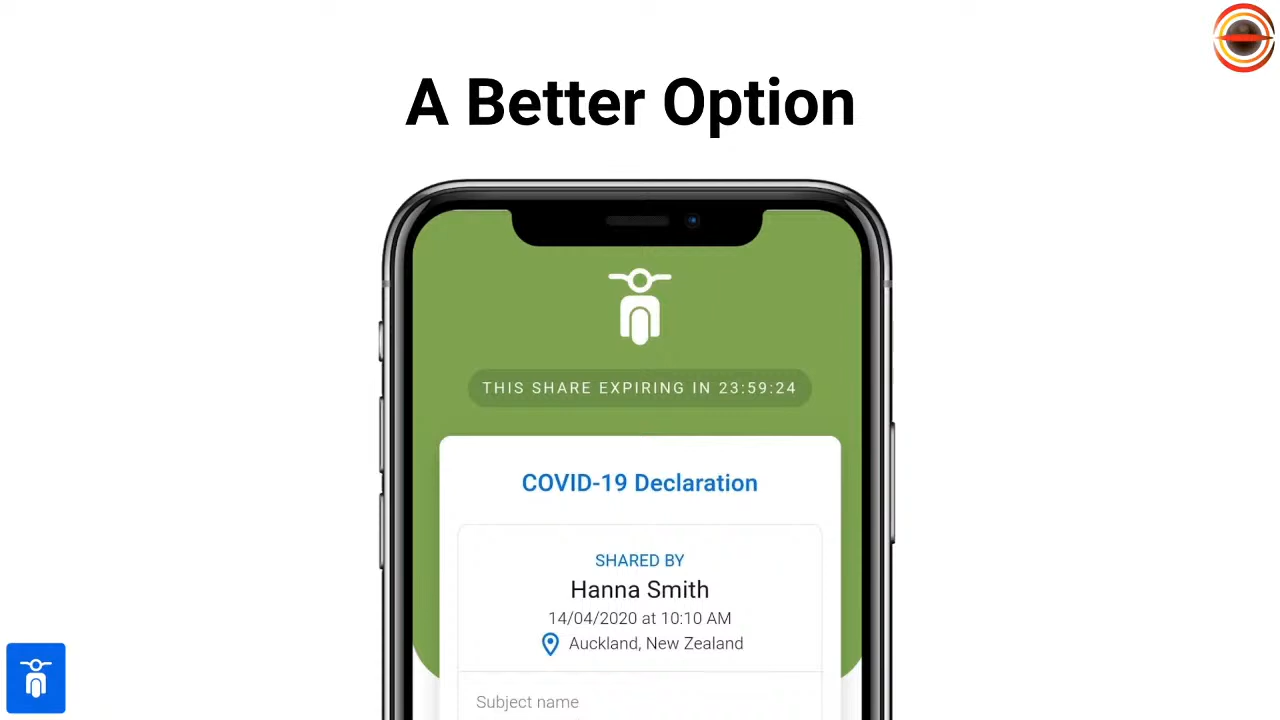 A Better Option
THIS SHARE EXPIRING IN 23:59:24
COVID-19 Declaration
SHARED BY
Hanna Smith
14/04/2020 at 10:10 AM
Auckland, New Zealand
Subject name